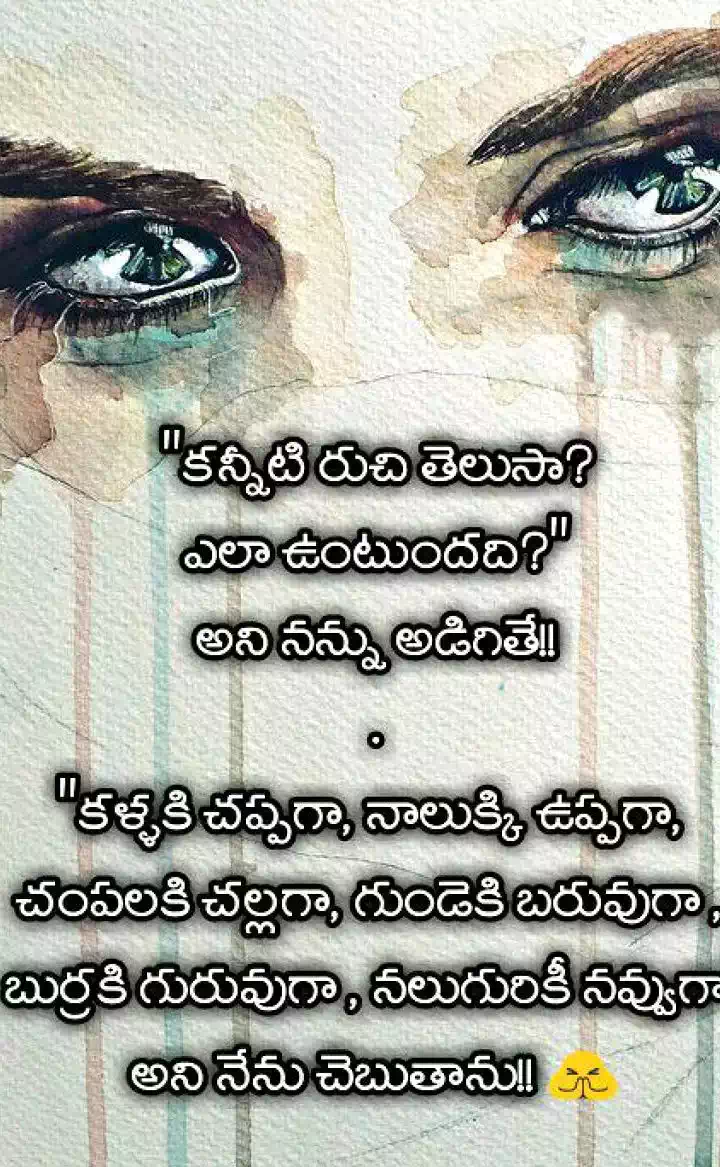 "కన్నీటి రుచి తెలుసా?
ఎలా ఉంటుందది?"
అని నన్ను అడిగితే!!
.
"కళ్ళకి చప్పగా, నాలుక్కి ఉప్పగా,
చంపలకి చల్లగా, గుండెకి బరువుగా,
బుర్రకి గురువుగా, నలుగురికీ నవ్వుగా
అని నేను చెబుతాను!! 🙏